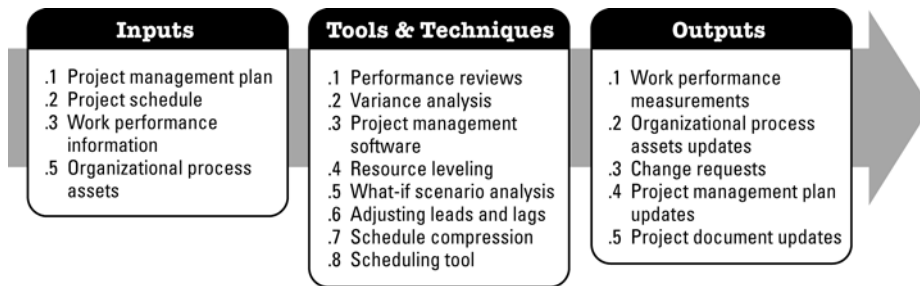 Inputs
.1 Project management plan
.2 Project schedule
.3 Work performance
information
.5 Organizational process
assets
Tools & Techniques
.1 Performance reviews
.2 Variance analysis
.3 Project management
software
.4 Resource leveling
.5 What-if scenario analysis
.6 Adjusting leads and lags
.7 Schedule compression
.8 Scheduling tool
Outputs
.1 Work performance
measurements
.2 Organizational process
assets updates
.3 Change requests
.4 Project management plan
updates
.5 Project document updates